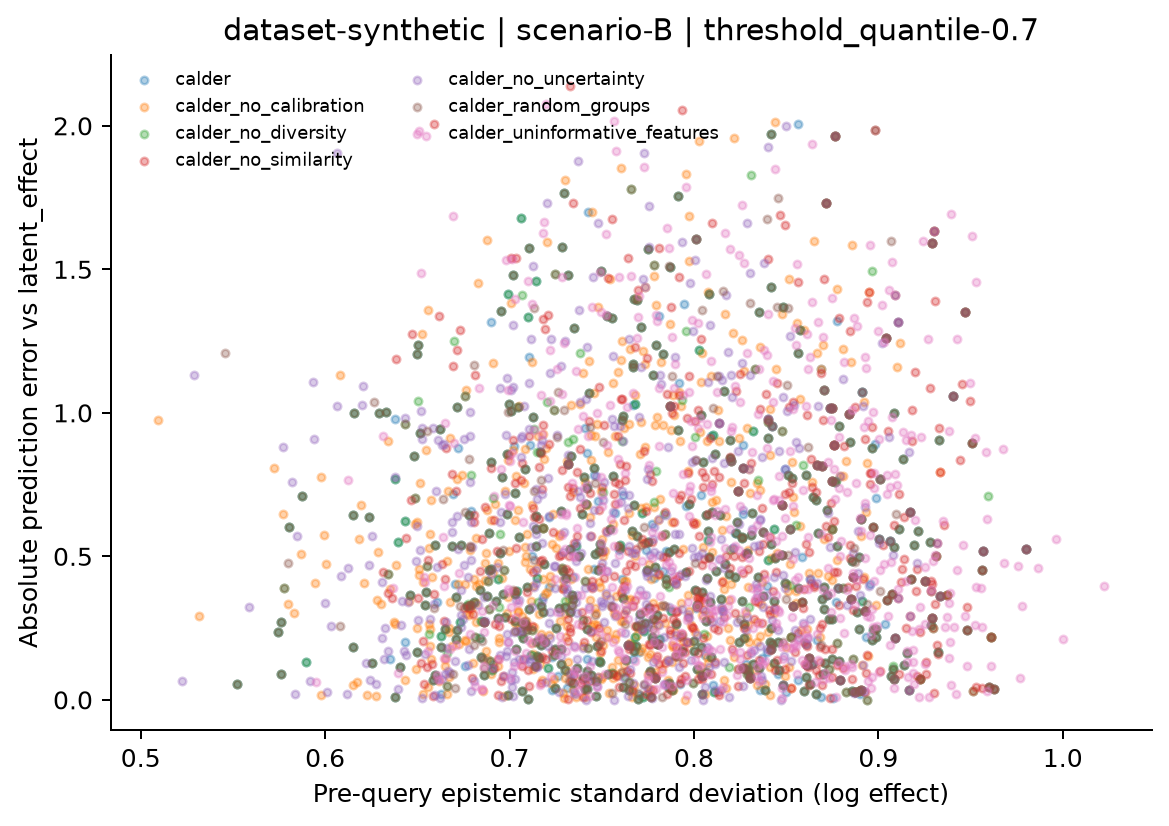 dataset-synthetic | scenario-B | threshold_quantile-0.7
calder
calder_no_calibration
calder_no_diversity
calder_no_similarity
calder_no_uncertainty
calder_random_groups
calder_uninformative_features
Absolute prediction error vs latent_effect
2.0
1.5
1.0
0.5
0.0
0.5
0.6
0.7
0.8
0.9
1.0
Pre-query epistemic standard deviation (log effect)